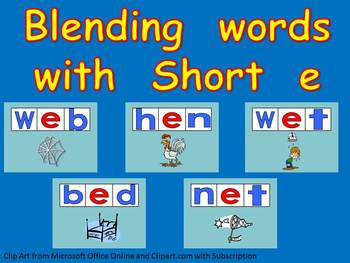 Blending words
with Short e
web hen wet
bed net
Clip Art from Microsoft Office Online and Clipart.com with Subscription